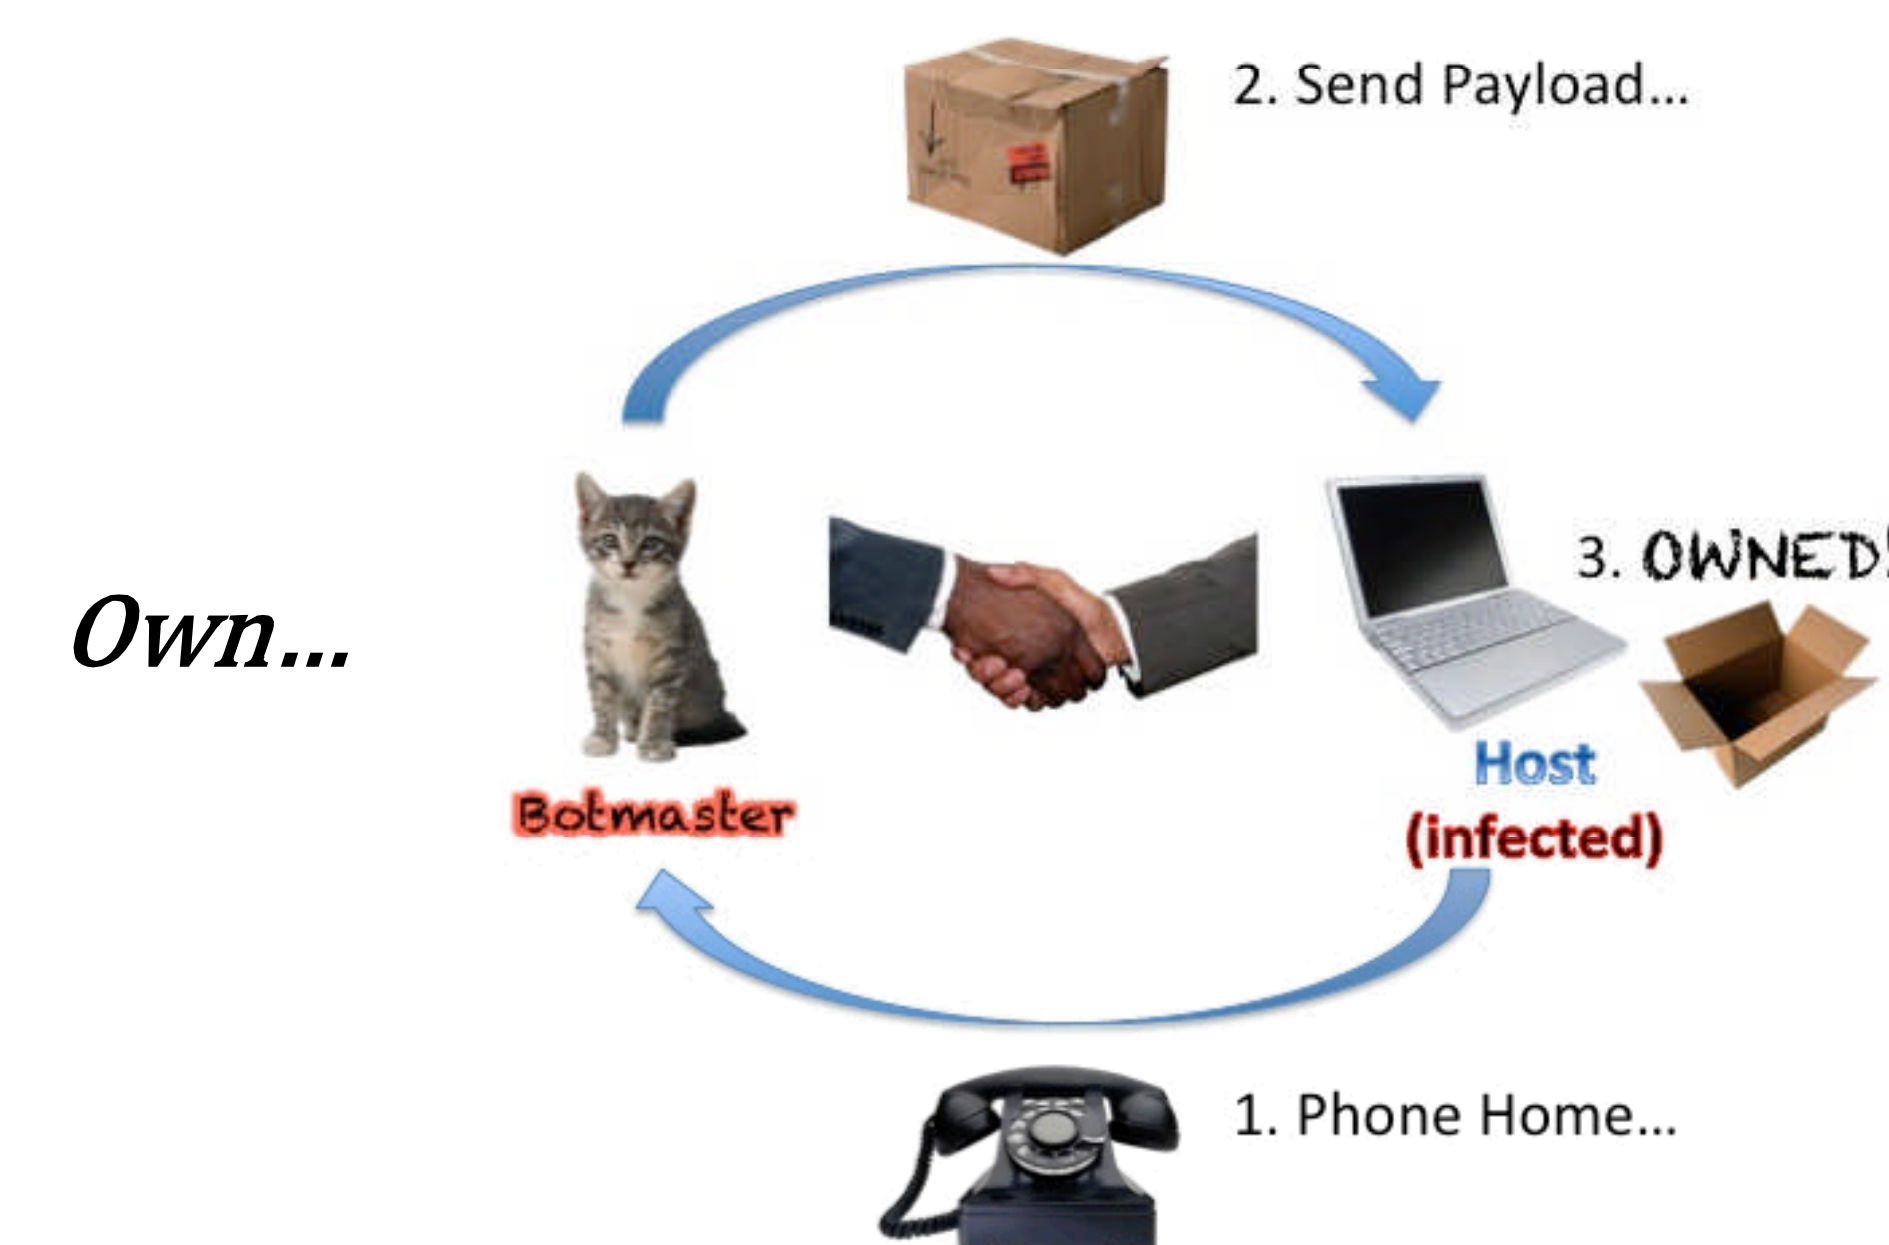 2. Send Payload...
3. OWNED!
Own...
Host
(infected)
Botmaster
1. Phone Home...